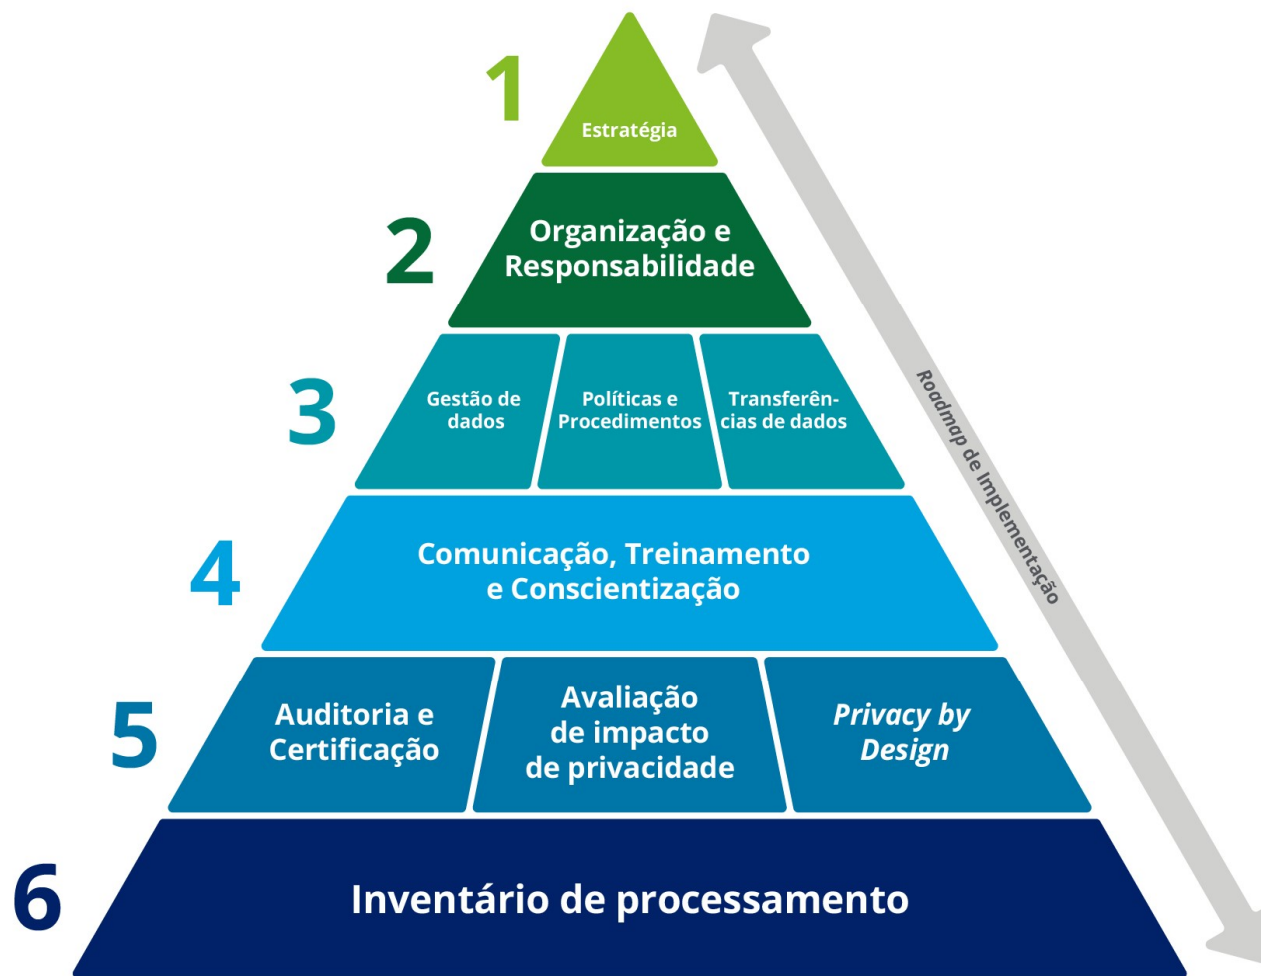 1
Estratégia
2
Organização e
Responsabilidade
3
Gestão de
dados
Políticas e
Procedimentos
Transferên-
cias de dados
4
Comunicação, Treinamento
e Conscientização
5
Auditoria e
Certificação
Avaliação
de impacto
de privacidade
Privacy by
Design
6
Inventário de processamento
Roadmap de Implementação